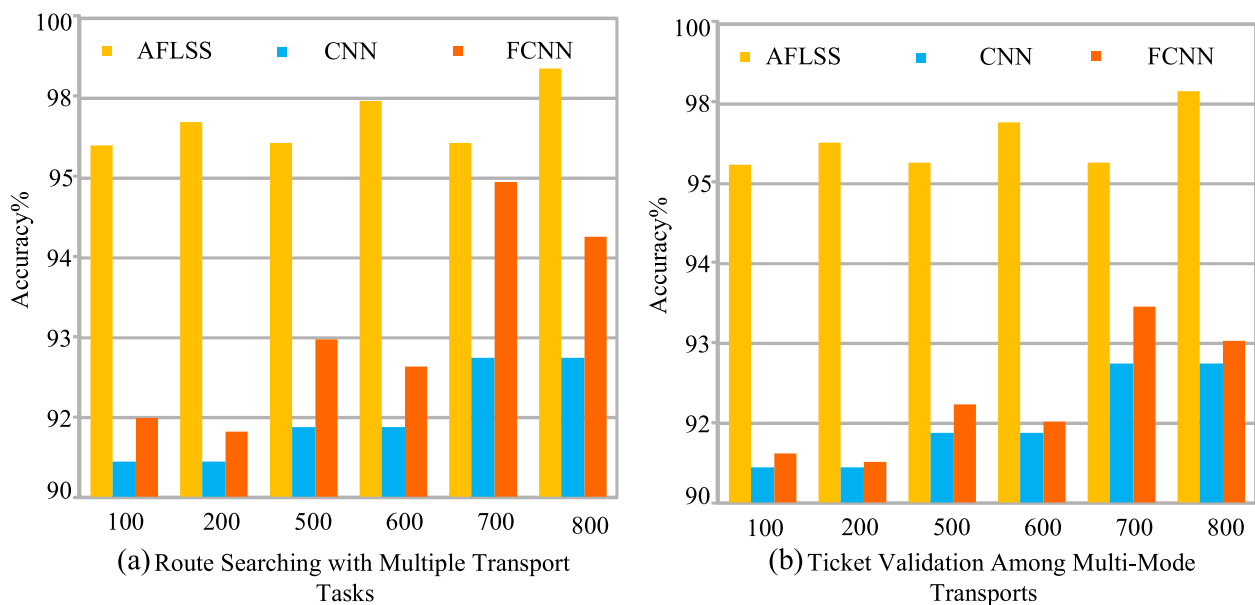 100
AFLSS CNN FCNN
98
95
94
93
92
90
Accuracy%
100 200 500 600 700 800
(a) Route Searching with Multiple Transport
Tasks
100
AFLSS CNN FCNN
98
95
94
93
92
90
Accuracy%
100 200 500 600 700 800
(b) Ticket Validation Among Multi-Mode
Transports